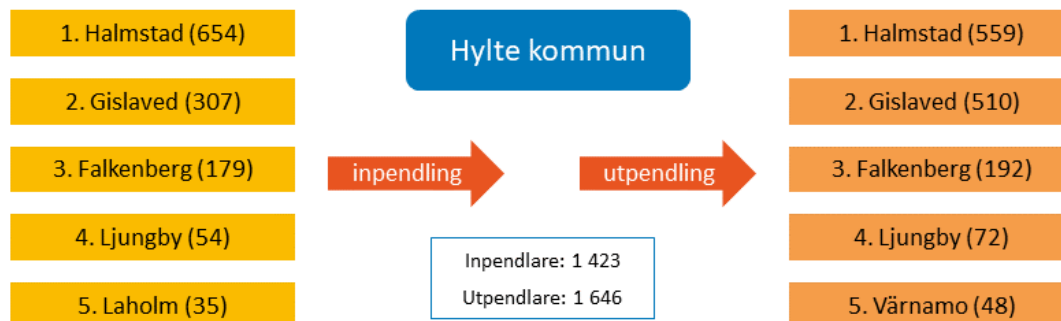 1. Halmstad (654)
2. Gislaved (307)
3. Falkenberg (179)
4. Ljungby (54)
5. Laholm (35)
Hylte kommun
inpendling
utpendling
Inpendlare: 1 423
Utpendlare: 1 646
1. Halmstad (559)
2. Gislaved (510)
3. Falkenberg (192)
4. Ljungby (72)
5. Värnamo (48)